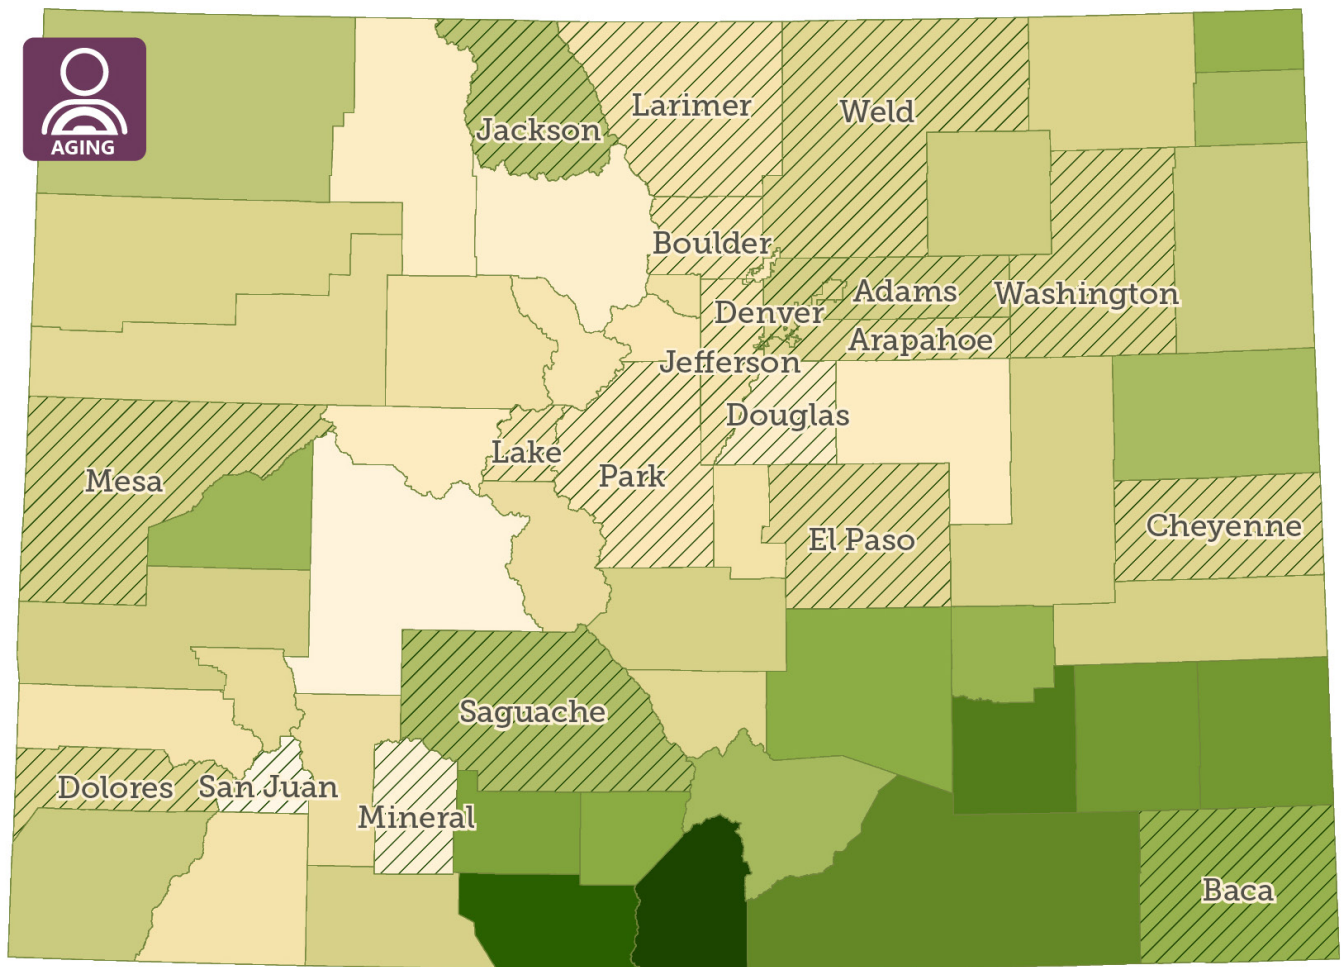 AGING
Jackson
Larimer
Weld
Boulder
Adams
Washington
Denver
Arapahoe
Jefferson
Douglas
Lake
Park
Mesa
El Paso
Cheyenne
Saguache
Dolores
San Juan
Mineral
Baca